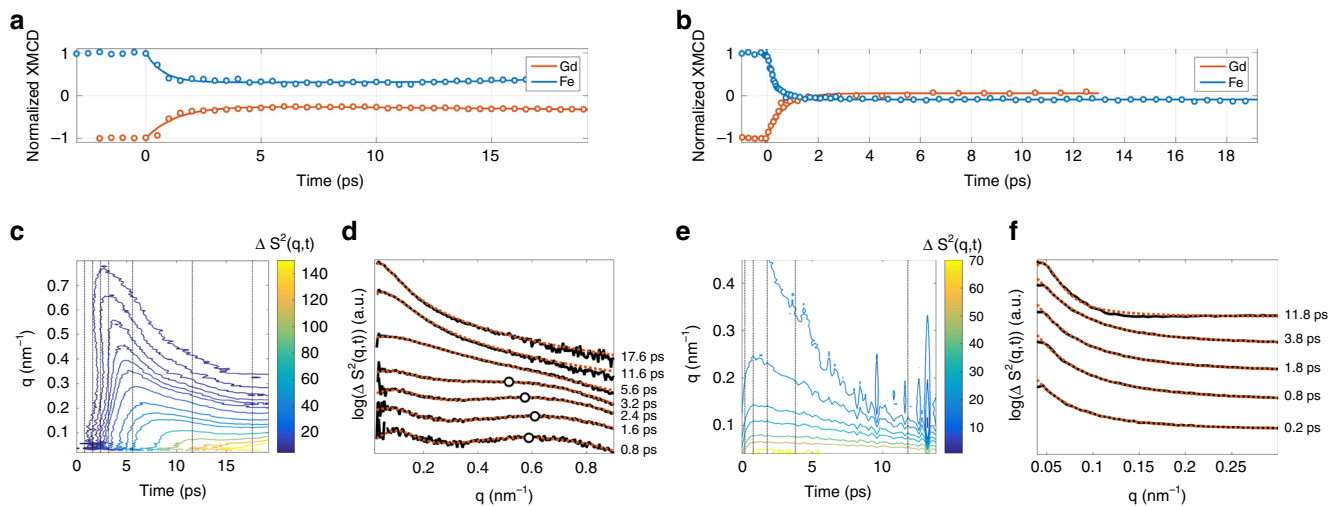 a
Normalized XMCD
1
0
−1
Gd
Fe
0
5
10
15
Time (ps)
b
Normalized XMCD
1
0
−1
Gd
Fe
0
2
4
6
8
10
12
14
16
18
Time (ps)
c
Δ S²(q,t)
q (nm⁻¹)
0.7
0.6
0.5
0.4
0.3
0.2
0.1
0
5
10
15
Time (ps)
140
120
100
80
60
40
20
d
log(Δ S²(q,t)) (a.u.)
17.6 ps
11.6 ps
5.6 ps
3.2 ps
2.4 ps
1.6 ps
0.8 ps
0.2
0.4
0.6
0.8
q (nm⁻¹)
e
Δ S²(q,t)
q (nm⁻¹)
0.4
0.3
0.2
0.1
0
5
10
Time (ps)
70
60
50
40
30
20
10
f
log(Δ S²(q,t)) (a.u.)
11.8 ps
3.8 ps
1.8 ps
0.8 ps
0.2 ps
0.05
0.1
0.15
0.2
0.25
q (nm⁻¹)